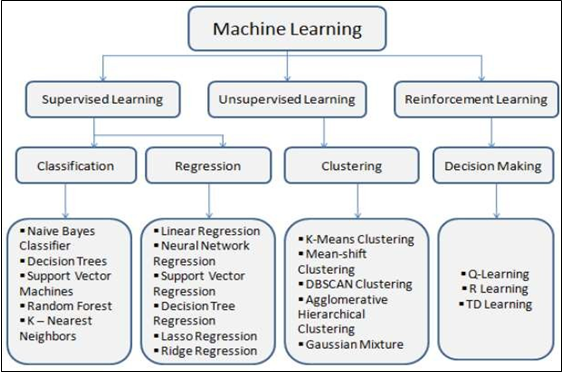 Machine Learning
Supervised Learning
Unsupervised Learning
Reinforcement Learning
Classification
Regression
Clustering
Decision Making
▪ Naive Bayes
Classifier
▪ Decision Trees
▪ Support Vector
Machines
▪ Random Forest
▪ K – Nearest
Neighbors
▪ Linear Regression
▪ Neural Network
Regression
▪ Support Vector
Regression
▪ Decision Tree
Regression
▪ Lasso Regression
▪ Ridge Regression
▪ K-Means Clustering
▪ Mean-shift
Clustering
▪ DBSCAN Clustering
▪ Agglomerative
Hierarchical
Clustering
▪ Gaussian Mixture
▪ Q-Learning
▪ R Learning
▪ TD Learning